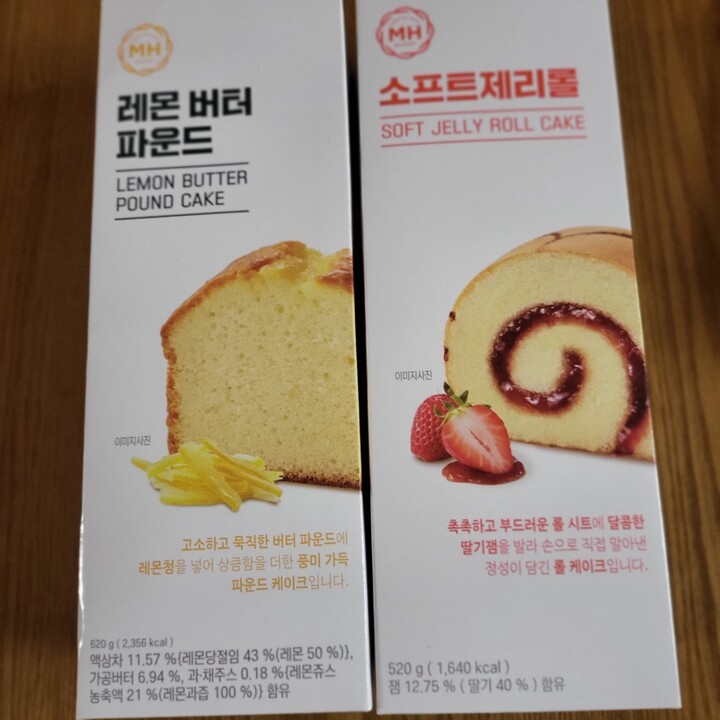 MH
레몬 버터
파운드
LEMON BUTTER
POUND CAKE
이미지사진
고소하고 묵직한 버터 파운드에
레몬청을 넣어 상큼함을 더한 풍미 가득
파운드 케이크입니다.
620 g ( 2,356 kcal )
액상차 11.57 %{레몬당절임 43 %(레몬 50 %)},
가공버터 6.94 %, 과·채주스 0.18 %{레몬쥬스
농축액 21 %(레몬과즙 100 %)} 함유
MH
소프트제리롤
SOFT JELLY ROLL CAKE
이미지사진
촉촉하고 부드러운 롤 시트에 달콤한
딸기잼을 발라 손으로 직접 말아낸
정성이 담긴 롤 케이크입니다.
520 g ( 1,640 kcal )
잼 12.75 % ( 딸기 40 % ) 함유